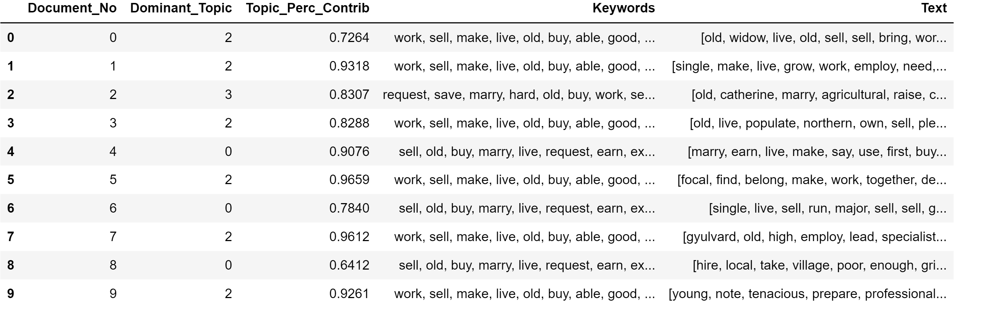 Document_No Dominant_Topic Topic_Perc_Contrib Keywords Text
0 0 2 0.7264 work, sell, make, live, old, buy, able, good, ... [old, widow, live, old, sell, sell, bring, wor...
1 1 2 0.9318 work, sell, make, live, old, buy, able, good, ... [single, make, live, grow, work, employ, need,...
2 2 3 0.8307 request, save, marry, hard, old, buy, work, se... [old, catherine, marry, agricultural, raise, c...
3 3 2 0.8288 work, sell, make, live, old, buy, able, good, ... [old, live, populate, northern, own, sell, ple...
4 4 0 0.9076 sell, old, buy, marry, live, request, earn, ex... [marry, earn, live, make, say, use, first, buy...
5 5 2 0.9659 work, sell, make, live, old, buy, able, good, ... [focal, find, belong, make, work, together, de...
6 6 0 0.7840 sell, old, buy, marry, live, request, earn, ex... [single, live, sell, run, major, sell, sell, g...
7 7 2 0.9612 work, sell, make, live, old, buy, able, good, ... [gyulvard, old, high, employ, lead, specialist...
8 8 0 0.6412 sell, old, buy, marry, live, request, earn, ex... [hire, local, take, village, poor, enough, gri...
9 9 2 0.9261 work, sell, make, live, old, buy, able, good, ... [young, note, tenacious, prepare, professional...